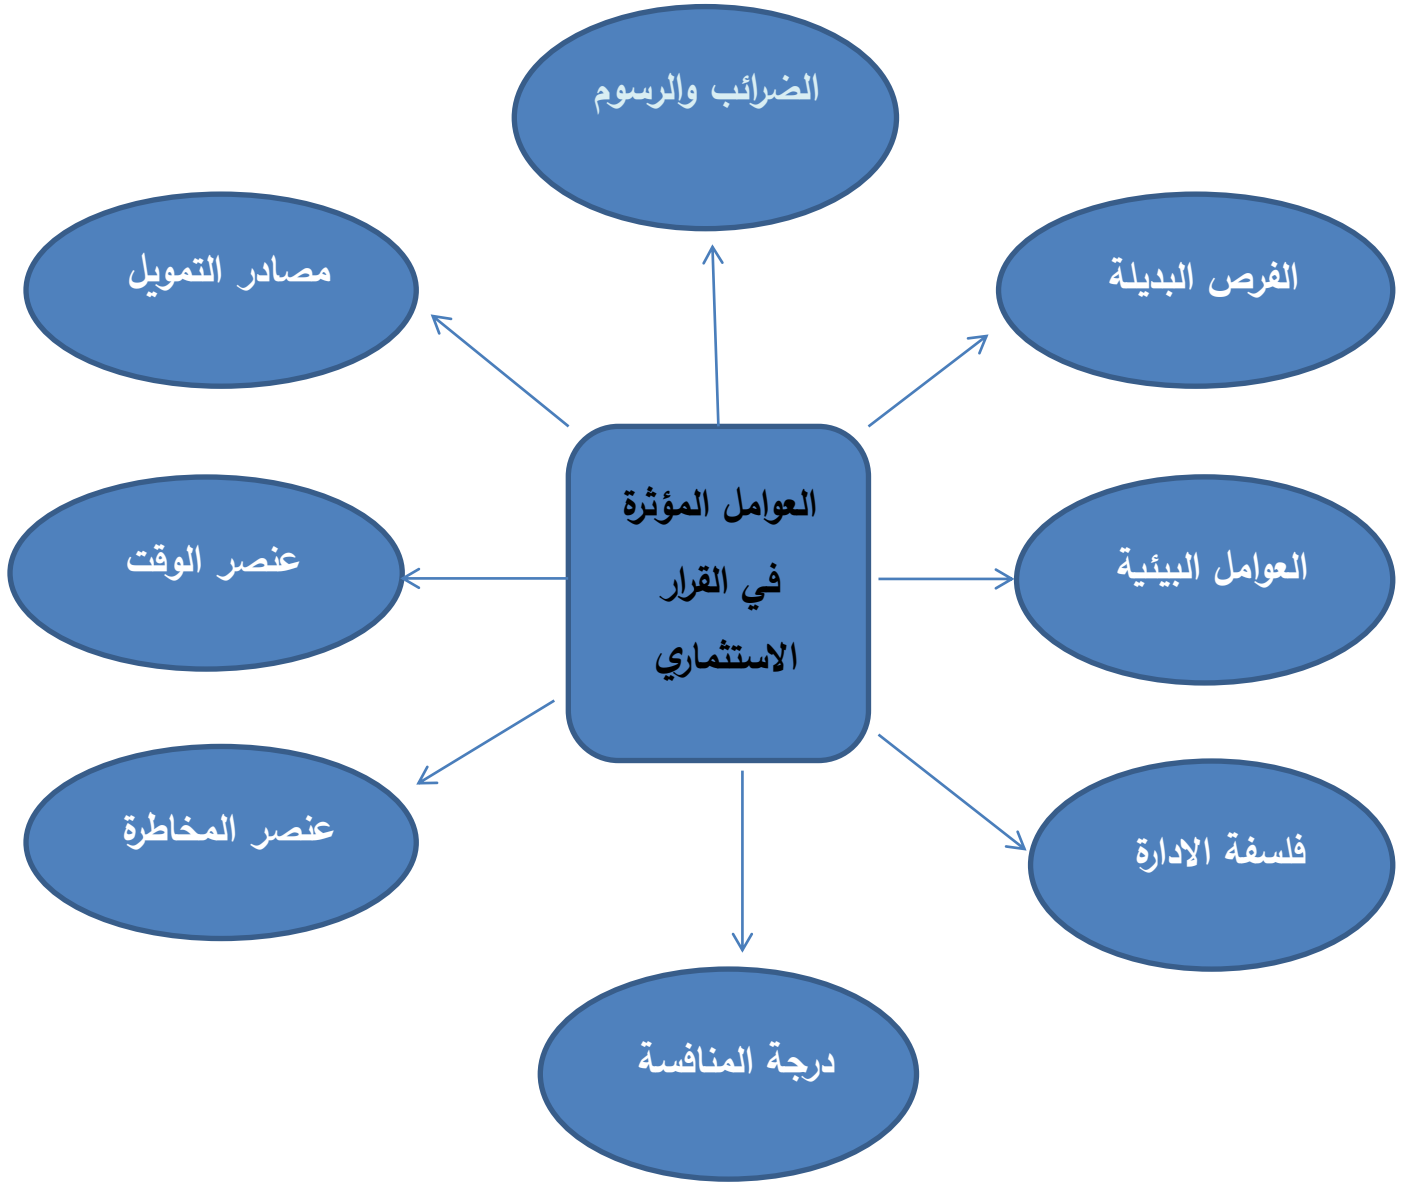 الضرائب والرسوم
الفرص البديلة
مصادر التمويل
العوامل المؤثرة
في القرار
الاستثماري
العوامل البيئية
عنصر الوقت
فلسفة الادارة
عنصر المخاطرة
درجة المنافسة